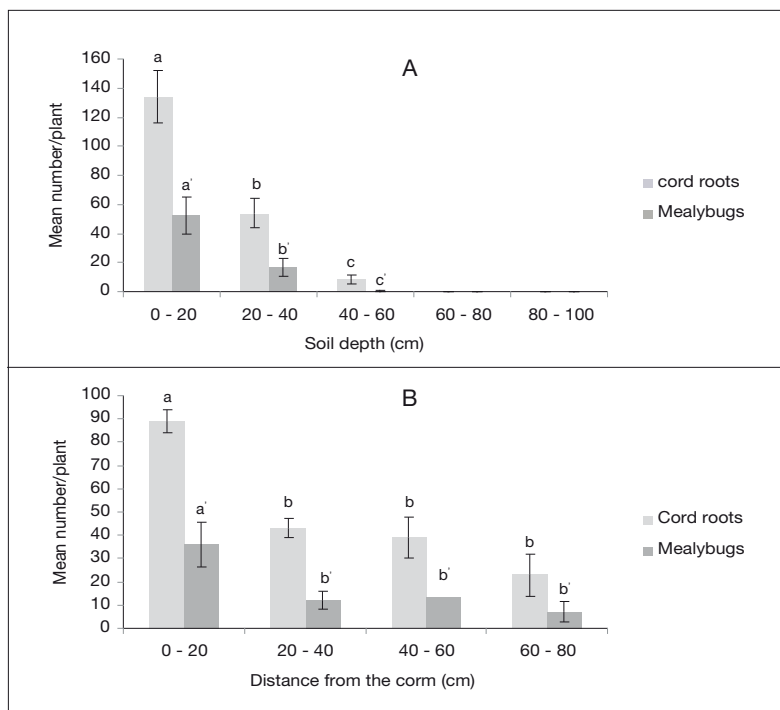 A
Mean number/plant
160
140
120
100
80
60
40
20
0
a
a'
b
b'
c
c'
0 - 20
20 - 40
40 - 60
60 - 80
80 - 100
Soil depth (cm)
cord roots
Mealybugs
B
Mean number/plant
100
90
80
70
60
50
40
30
20
10
0
a
a'
b
b'
b
b'
b
b'
0 - 20
20 - 40
40 - 60
60 - 80
Distance from the corm (cm)
Cord roots
Mealybugs